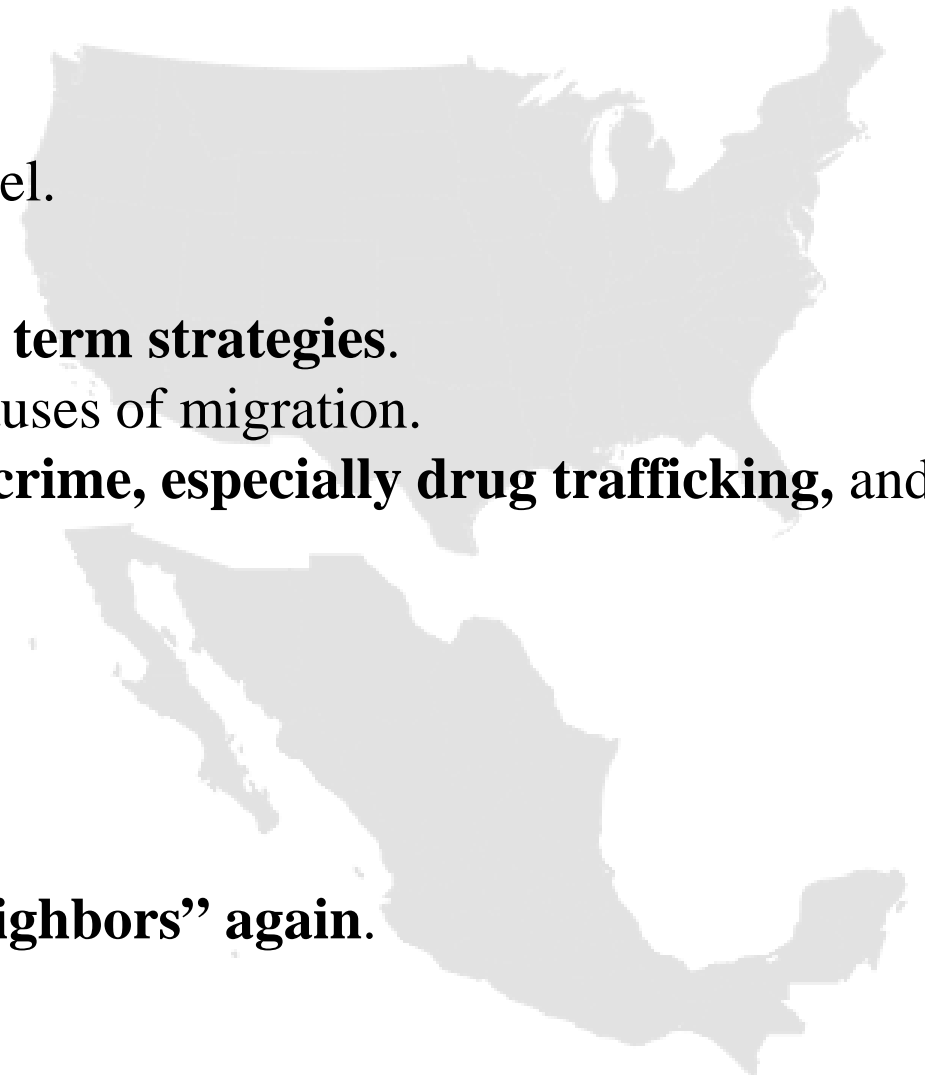 el.
term strategies.
uses of migration.
crime, especially drug trafficking, and
ighbors” again.